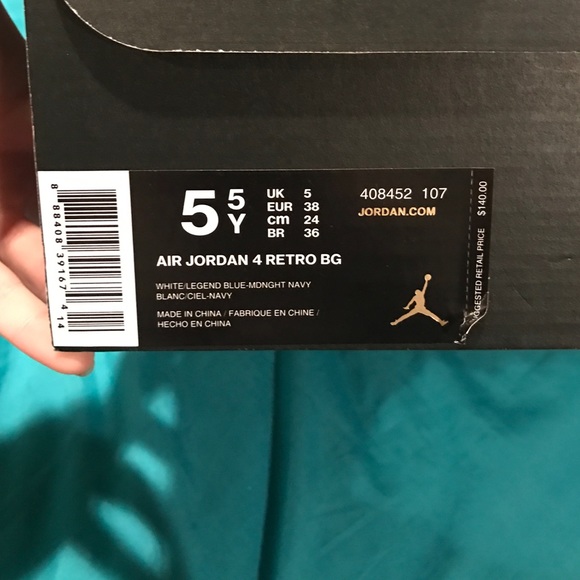 5 5Y
UK 5
EUR 38
cm 24
BR 36
408452 107
JORDAN.COM
AIR JORDAN 4 RETRO BG
WHITE/LEGEND BLUE-MDNGHT NAVY
BLANC/CIEL-NAVY
MADE IN CHINA / FABRIQUE EN CHINE /
HECHO EN CHINA
8 88408 39167 4 14
RETAIL PRICE $140.00